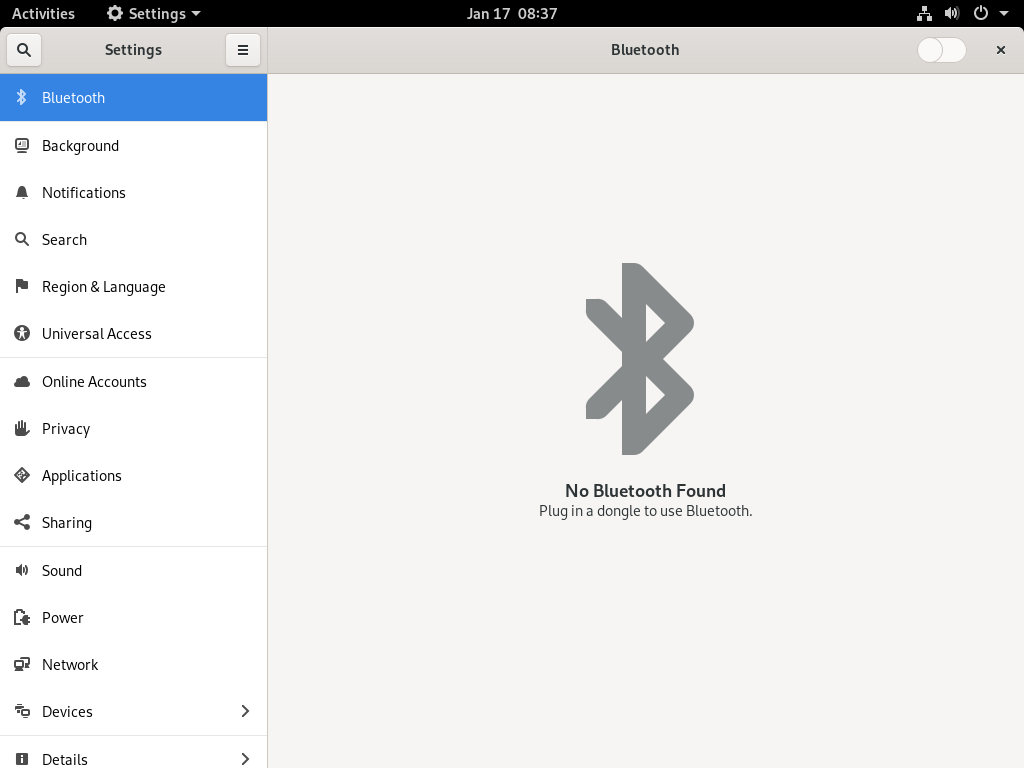 Activities
Settings
Jan 17 08:37
Settings
Bluetooth
Bluetooth
Background
Notifications
Search
Region & Language
Universal Access
Online Accounts
Privacy
Applications
Sharing
Sound
Power
Network
Devices
Details
No Bluetooth Found
Plug in a dongle to use Bluetooth.